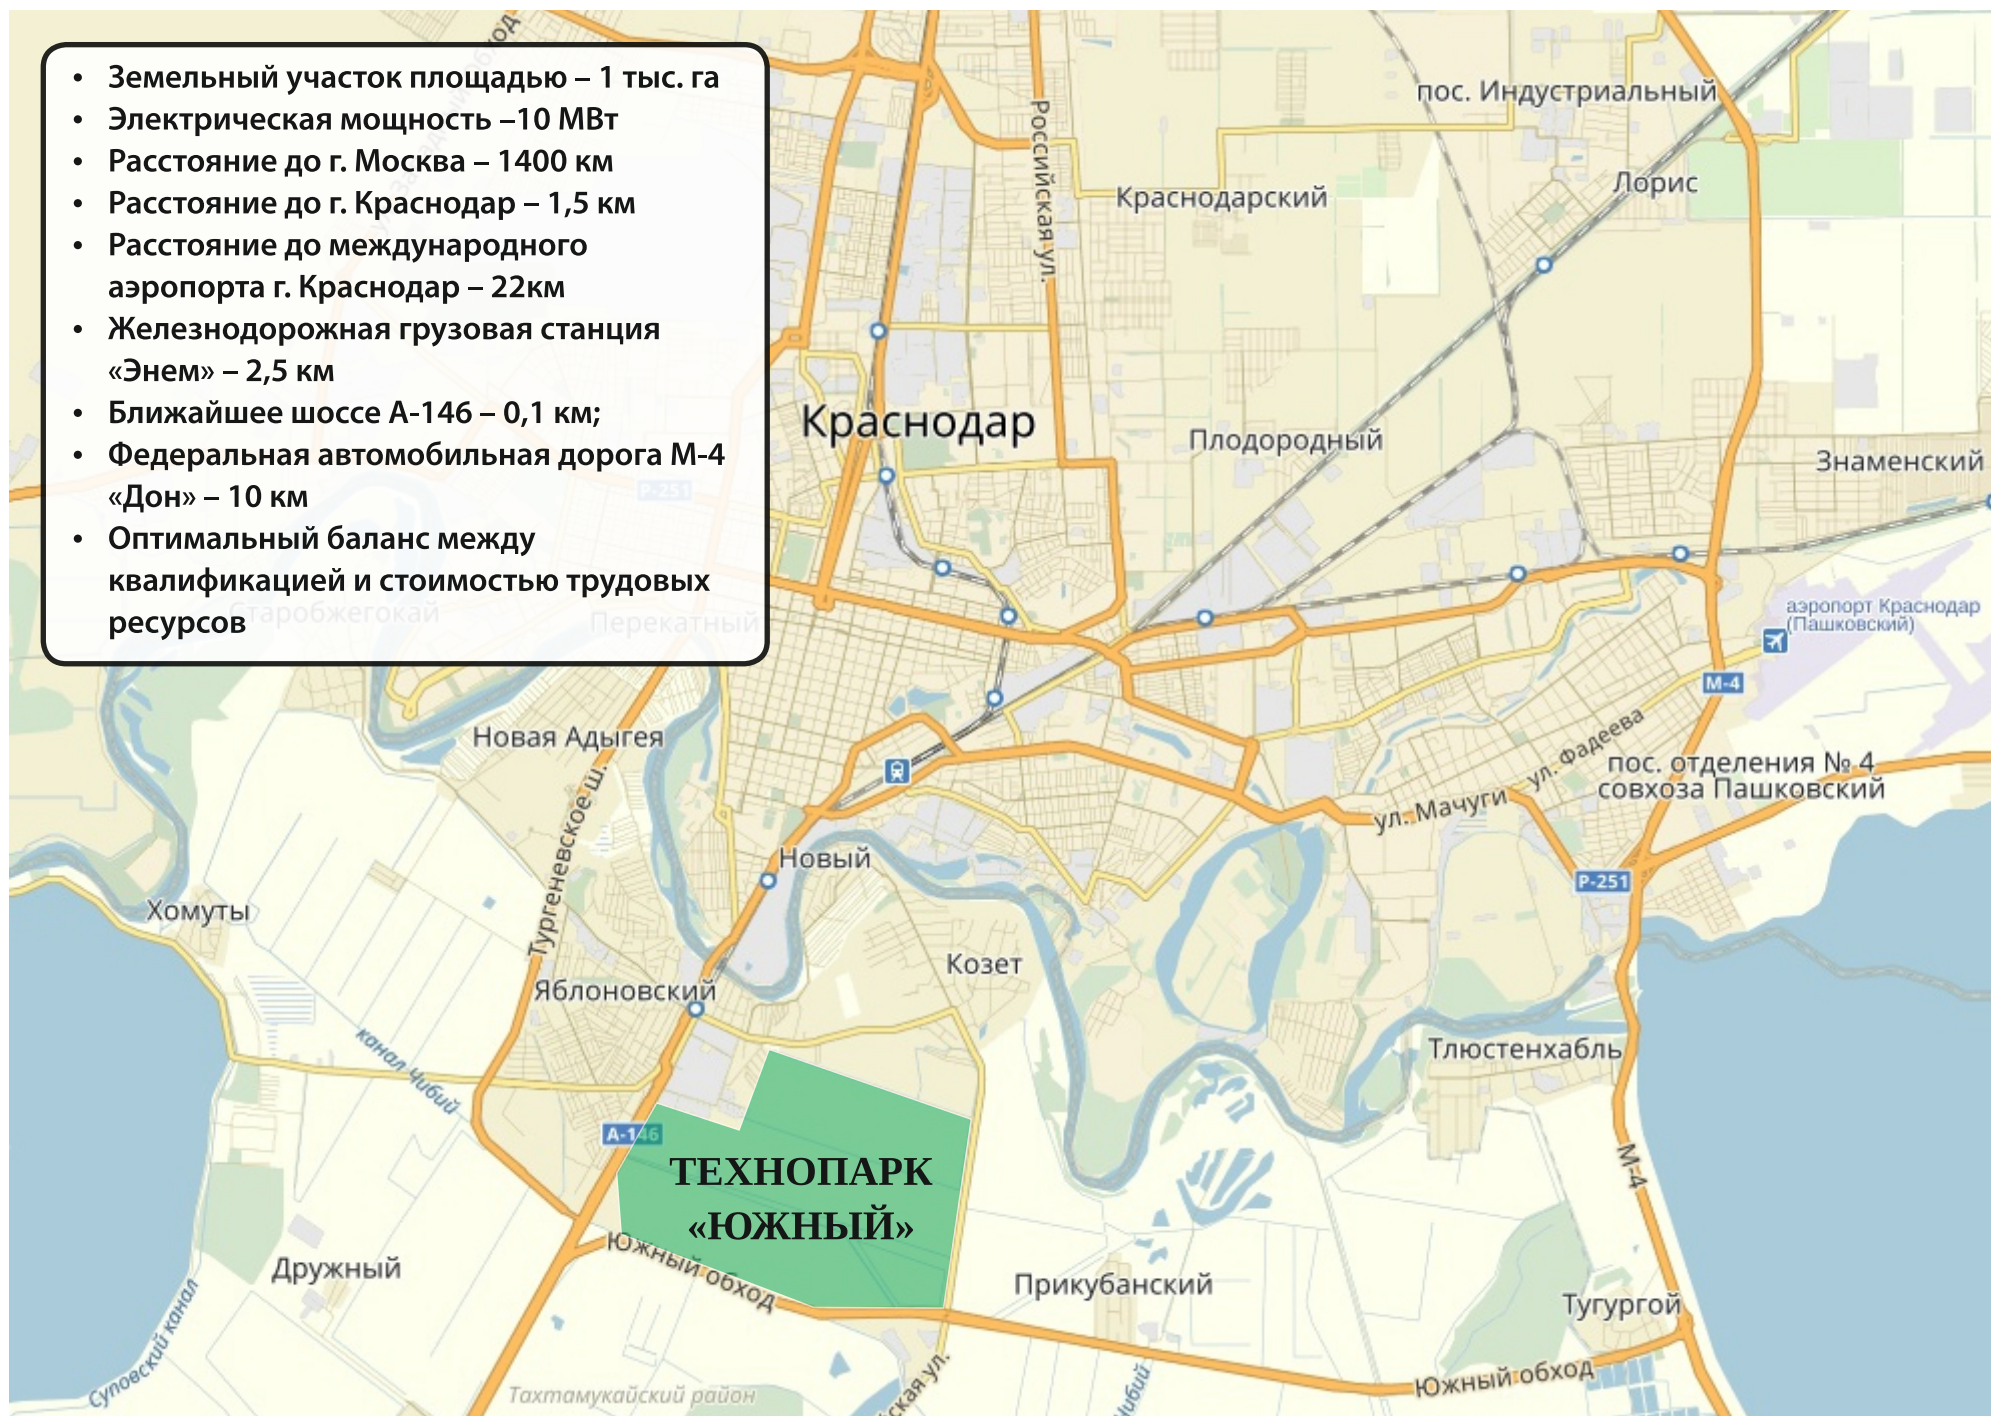 • Земельный участок площадью – 1 тыс. га
• Электрическая мощность –10 МВт
• Расстояние до г. Москва – 1400 км
• Расстояние до г. Краснодар – 1,5 км
• Расстояние до международного
аэропорта г. Краснодар – 22км
• Железнодорожная грузовая станция
«Энем» – 2,5 км
• Ближайшее шоссе А-146 – 0,1 км;
• Федеральная автомобильная дорога М-4
«Дон» – 10 км
• Оптимальный баланс между
квалификацией и стоимостью трудовых
ресурсов
Р-251
Старобжегокай
Перекатный
Российская ул.
пос. Индустриальный
Лорис
Краснодарский
Краснодар
Плодородный
Знаменский
аэропорт Краснодар
(Пашковский)
М-4
Новая Адыгея
ул. Фадеева
пос. отделения № 4
совхоза Пашковский
ул. Мачуги
Тургеневское ш.
Новый
Р-251
Хомуты
Козет
Яблоновский
канал Чибий
Тлюстенхабль
А-146
ТЕХНОПАРК
«ЮЖНЫЙ»
М-4
Южный обход
Дружный
Прикубанский
Тугургой
Суповский канал
Южный обход
Тахтамукайский район